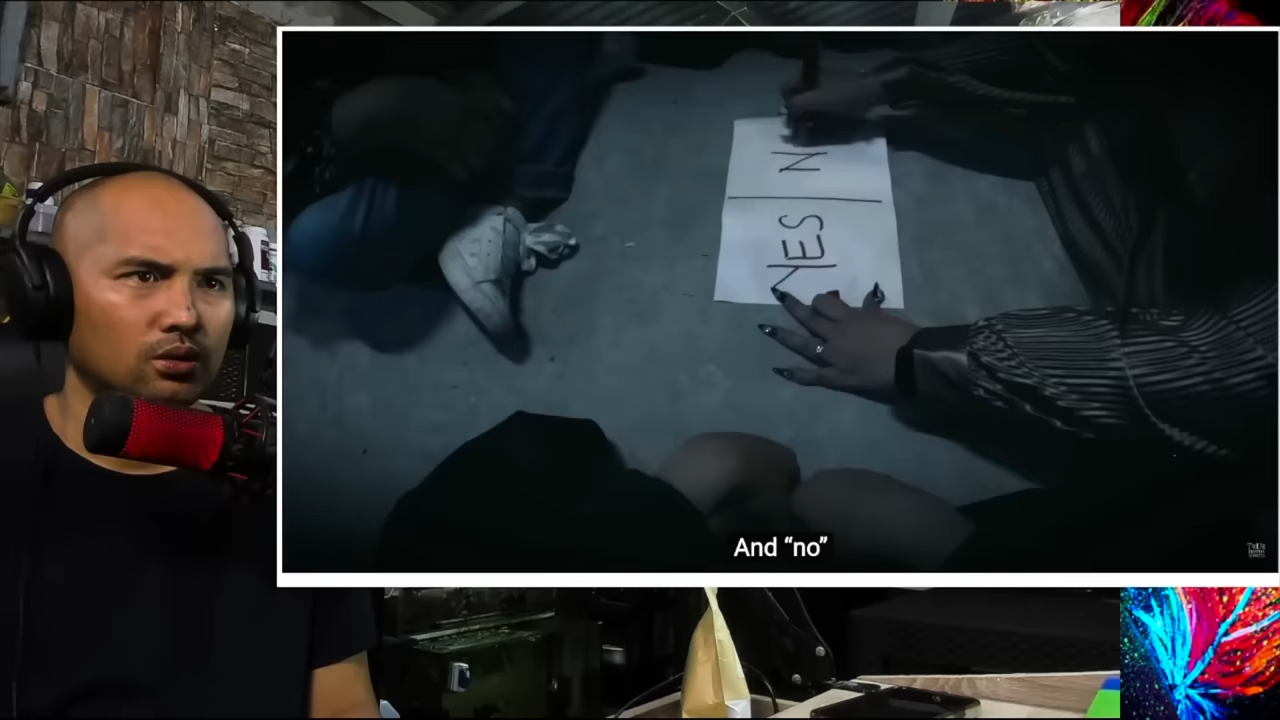 YES | N
And “no”